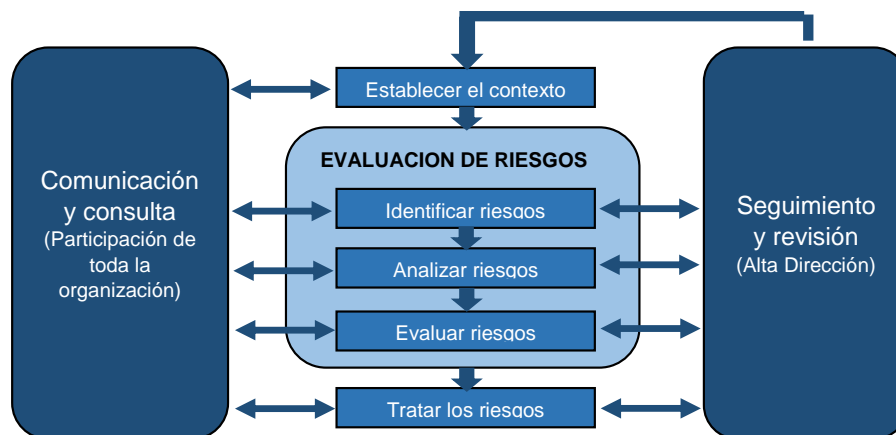 Establecer el contexto
EVALUACION DE RIESGOS
Comunicación
y consulta
(Participación de
toda la
organización)
Identificar riesgos
Analizar riesgos
Evaluar riesgos
Tratar los riesgos
Seguimiento
y revisión
(Alta Dirección)